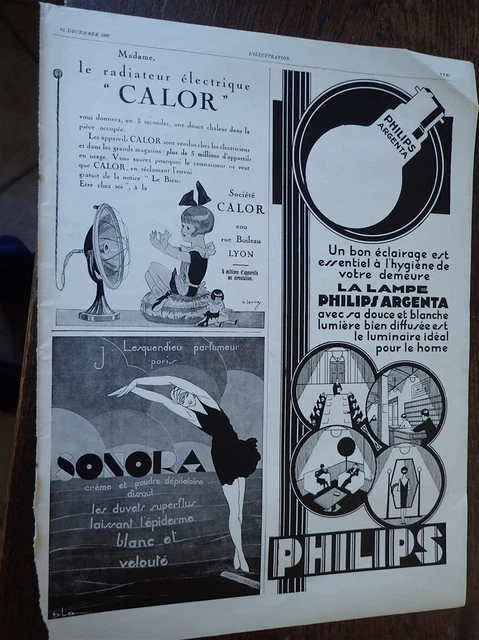 24 DÉCEMBRE 1927
L'ILLUSTRATION
Madame,
le radiateur électrique
"CALOR"
vous donnera, en 5 secondes, une douce chaleur dans la
pièce occupée.
Les appareils CALOR sont vendus chez les électriciens
et dans les grands magasins : plus de 5 millions d'appareils
en usage. Vous saurez pourquoi le connaisseur ne veut
que CALOR, en réclamant l'envoi
gratuit de la notice "Le Bien-
Etre chez soi", à la
Société
CALOR
200
rue Boileau
LYON
5 millions d'appareils
en circulation.
J. Lesquendieu parfumeur
paris
SONORA
crème et poudre dépilatoire
dissout
les duvets superflus
laissant l'épiderme
blanc et
velouté
PHILIPS
ARGENTA
Un bon éclairage est
essentiel à l'hygiène de
votre demeure
LA LAMPE
PHILIPS ARGENTA
avec sa douce et blanche
lumière bien diffusée est
le luminaire idéal
pour le home
PHILIPS